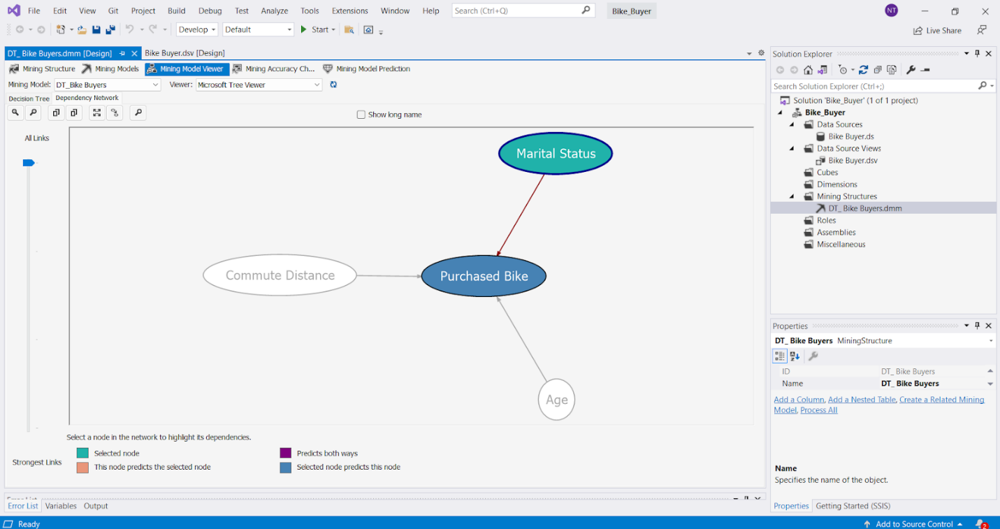 File Edit View Git Project Build Debug Test Analyze Tools Extensions Window Help Search (Ctrl+Q) Bike_Buyer NT
Develop Default Start Live Share
DT_ Bike Buyers.dmm [Design] Bike Buyer.dsv [Design]
Mining Structure Mining Models Mining Model Viewer Mining Accuracy Ch... Mining Model Prediction
Mining Model: DT_Bike Buyers Viewer: Microsoft Tree Viewer
Decision Tree Dependency Network
Show long name
All Links
Marital Status
Commute Distance
Purchased Bike
Age
Select a node in the network to highlight its dependencies.
Strongest Links
Selected node
Predicts both ways
This node predicts the selected node
Selected node predicts this node
Error List
Error List Variables Output
Solution Explorer
Search Solution Explorer (Ctrl+;)
Solution 'Bike_Buyer' (1 of 1 project)
Bike_Buyer
Data Sources
Bike Buyer.ds
Data Source Views
Bike Buyer.dsv
Cubes
Dimensions
Mining Structures
DT_ Bike Buyers.dmm
Roles
Assemblies
Miscellaneous
Properties
DT_ Bike Buyers MiningStructure
ID DT_ Bike Buyers
Name DT_ Bike Buyers
Add a Column, Add a Nested Table, Create a Related Mining
Model, Process All
Name
Specifies the name of the object.
Properties Getting Started (SSIS)
Ready Add to Source Control 2